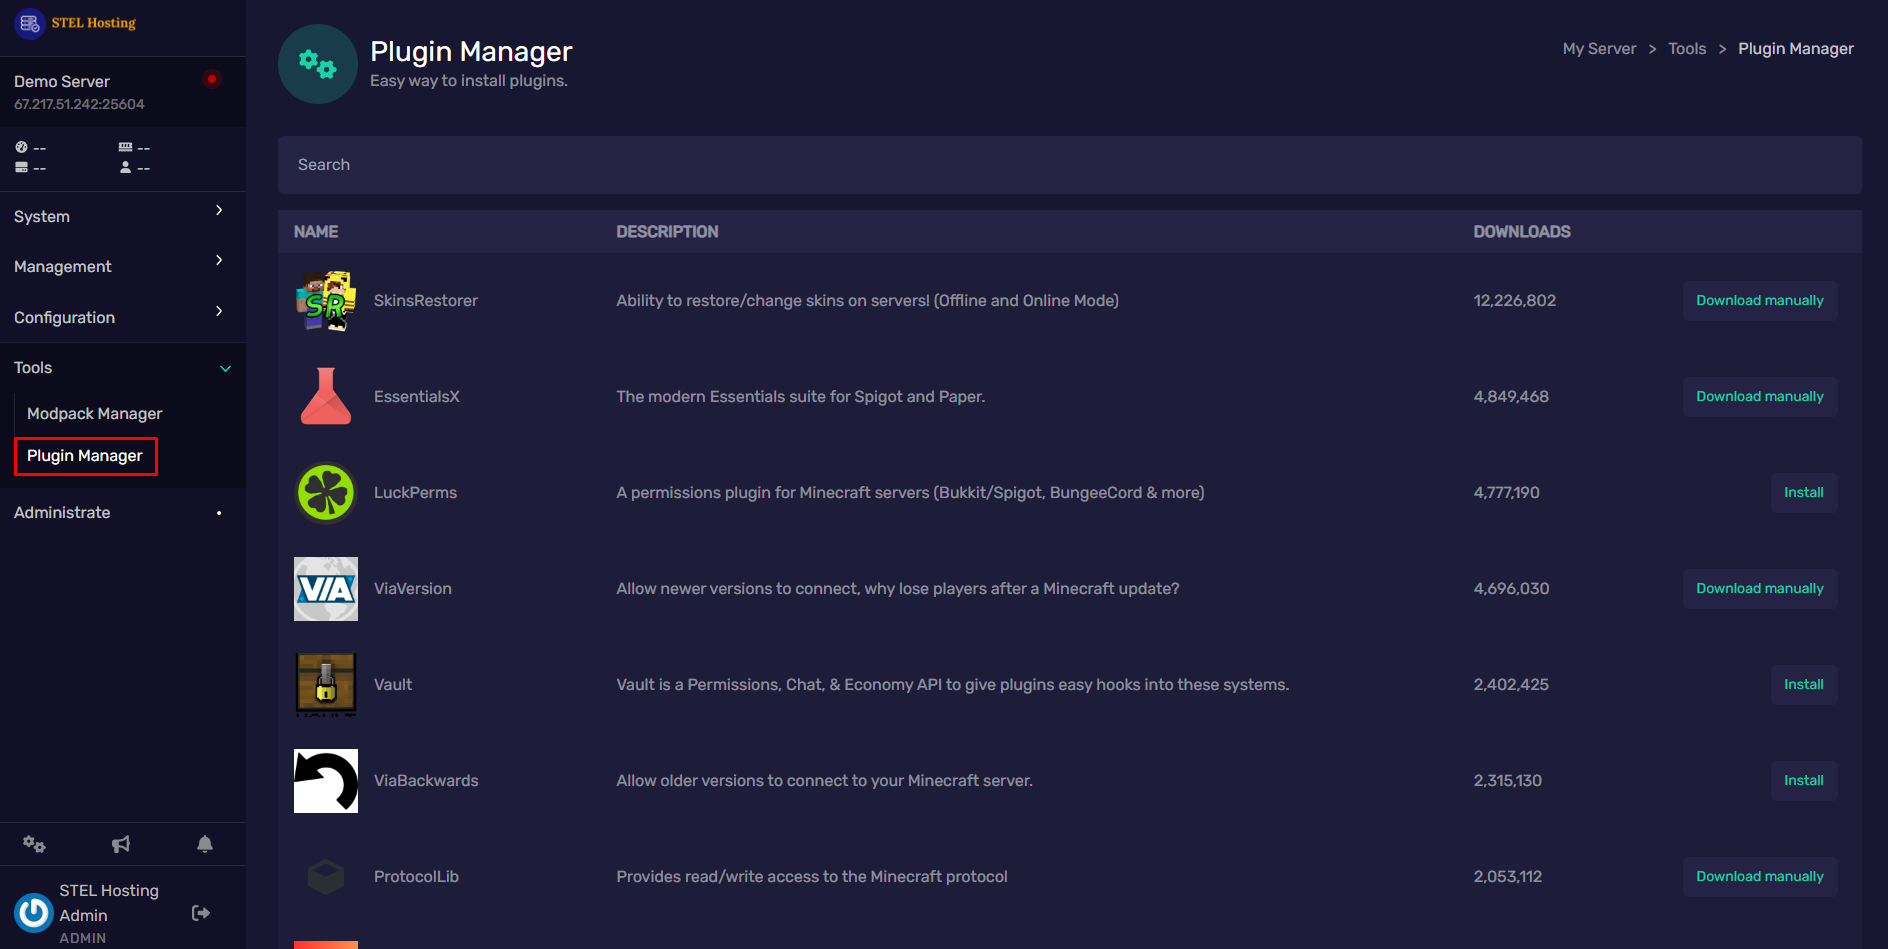 STEL Hosting
Demo Server
67.217.51.242:25604
--
--
--
--
System
Management
Configuration
Tools
Modpack Manager
Plugin Manager
Administrate
STEL Hosting
Admin
ADMIN
Plugin Manager
Easy way to install plugins.
My Server > Tools > Plugin Manager
Search
NAME DESCRIPTION DOWNLOADS
SR
SkinsRestorer Ability to restore/change skins on servers! (Offline and Online Mode) 12,226,802 Download manually
EssentialsX The modern Essentials suite for Spigot and Paper. 4,849,468 Download manually
LuckPerms A permissions plugin for Minecraft servers (Bukkit/Spigot, BungeeCord & more) 4,777,190 Install
VIA
ViaVersion Allow newer versions to connect, why lose players after a Minecraft update? 4,696,030 Download manually
Vault Vault is a Permissions, Chat, & Economy API to give plugins easy hooks into these systems. 2,402,425 Install
ViaBackwards Allow older versions to connect to your Minecraft server. 2,315,130 Install
ProtocolLib Provides read/write access to the Minecraft protocol 2,053,112 Download manually